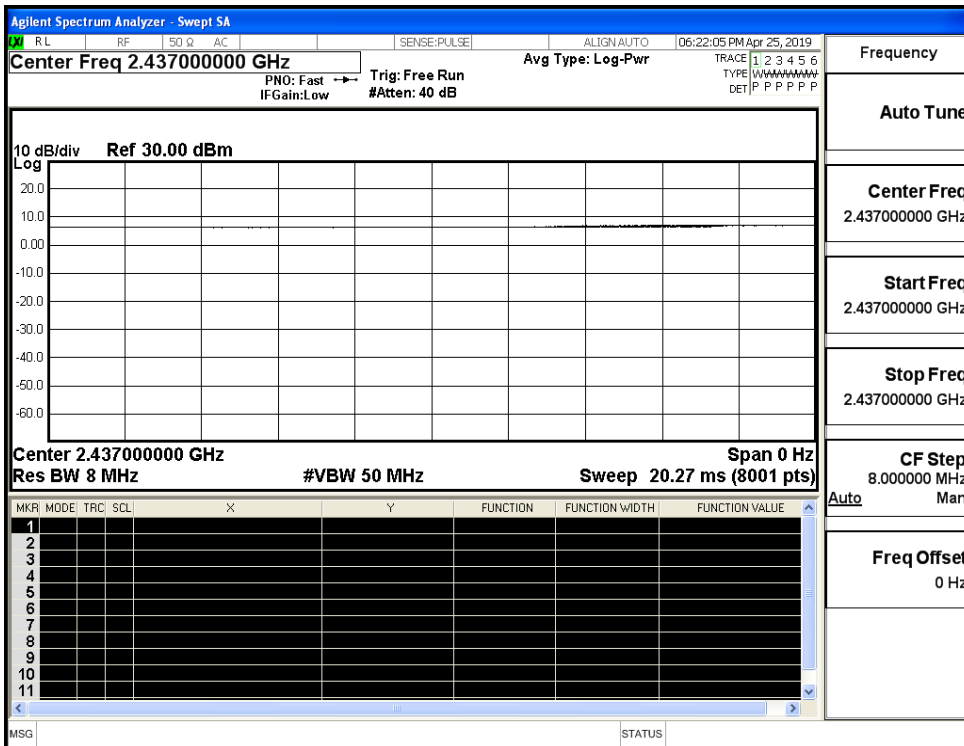 Agilent Spectrum Analyzer - Swept SA
LXI RL RF 50 Ω AC SENSE:PULSE ALIGN AUTO 06:22:05 PM Apr 25, 2019
Center Freq 2.437000000 GHz
PNO: Fast
IFGain:Low
Trig: Free Run
#Atten: 40 dB
Avg Type: Log-Pwr
TRACE 1 2 3 4 5 6
TYPE WWWWWW
DET P P P P P P
10 dB/div Ref 30.00 dBm
Log
20.0
10.0
0.00
-10.0
-20.0
-30.0
-40.0
-50.0
-60.0
Center 2.437000000 GHz Span 0 Hz
Res BW 8 MHz #VBW 50 MHz Sweep 20.27 ms (8001 pts)
MKR MODE TRC SCL X Y FUNCTION FUNCTION WIDTH FUNCTION VALUE
1
2
3
4
5
6
7
8
9
10
11
MSG STATUS
Frequency
Auto Tune
Center Freq
2.437000000 GHz
Start Freq
2.437000000 GHz
Stop Freq
2.437000000 GHz
CF Step
8.000000 MHz
Auto Man
Freq Offset
0 Hz